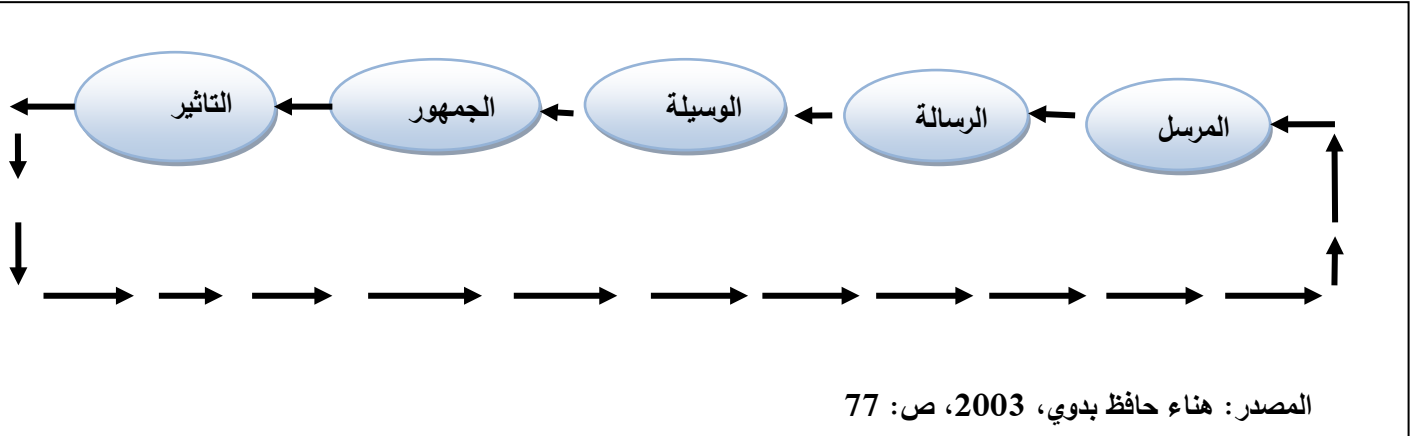 المرسل
الرسالة
الوسيلة
الجمهور
التاثير
المصدر: هناء حافظ بدوي، 2003، ص: 77